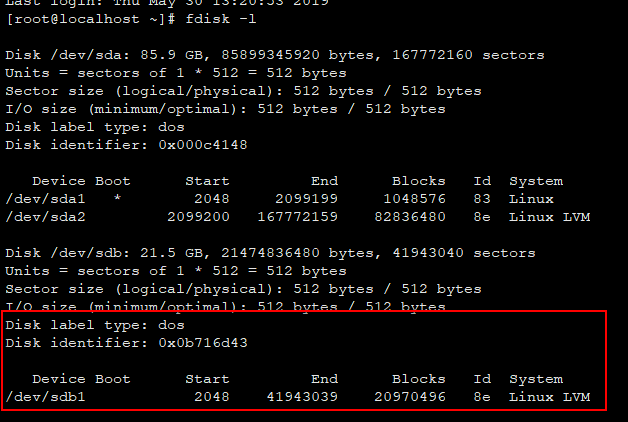 Last login: Thu May 30 13:20:53 2019
[root@localhost ~]# fdisk -l
Disk /dev/sda: 85.9 GB, 85899345920 bytes, 167772160 sectors
Units = sectors of 1 * 512 = 512 bytes
Sector size (logical/physical): 512 bytes / 512 bytes
I/O size (minimum/optimal): 512 bytes / 512 bytes
Disk label type: dos
Disk identifier: 0x000c4148
Device Boot Start End Blocks Id System
/dev/sda1 * 2048 2099199 1048576 83 Linux
/dev/sda2 2099200 167772159 82836480 8e Linux LVM
Disk /dev/sdb: 21.5 GB, 21474836480 bytes, 41943040 sectors
Units = sectors of 1 * 512 = 512 bytes
Sector size (logical/physical): 512 bytes / 512 bytes
I/O size (minimum/optimal): 512 bytes / 512 bytes
Disk label type: dos
Disk identifier: 0x0b716d43
Device Boot Start End Blocks Id System
/dev/sdb1 2048 41943039 20970496 8e Linux LVM